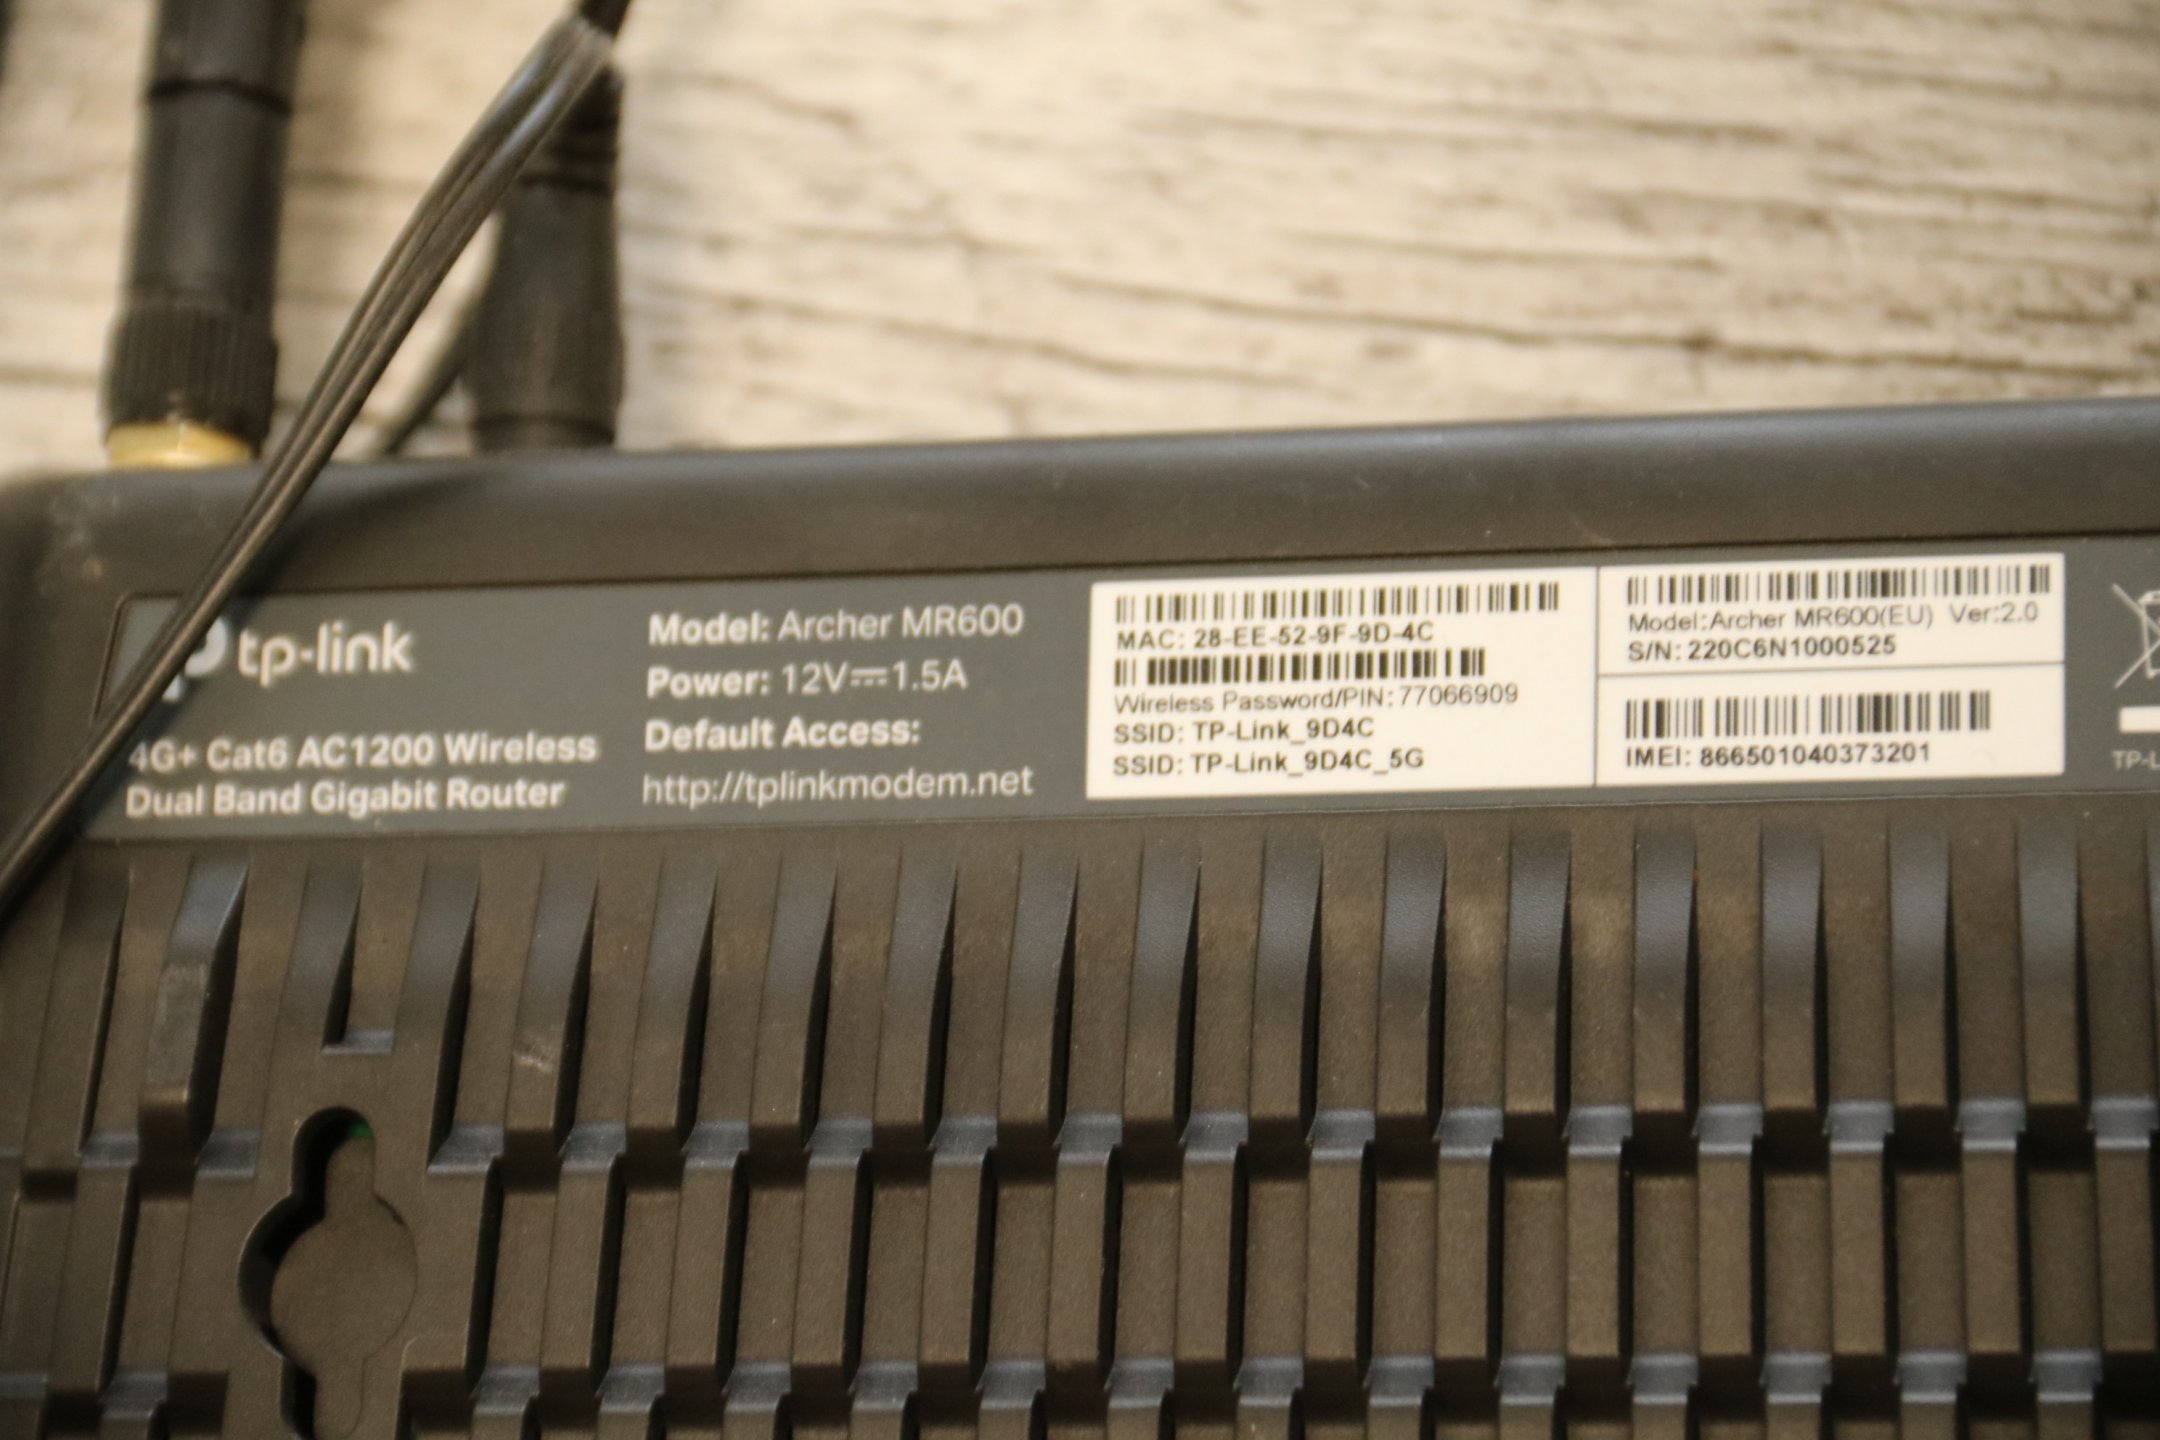 tp-link
4G+ Cat6 AC1200 Wireless
Dual Band Gigabit Router
Model: Archer MR600
Power: 12V⎓1.5A
Default Access:
http://tplinkmodem.net
MAC: 28-EE-52-9F-9D-4C
Wireless Password/PIN: 77066909
SSID: TP-Link_9D4C
SSID: TP-Link_9D4C_5G
Model:Archer MR600(EU) Ver:2.0
S/N: 220C6N1000525
IMEI: 866501040373201
TP-L